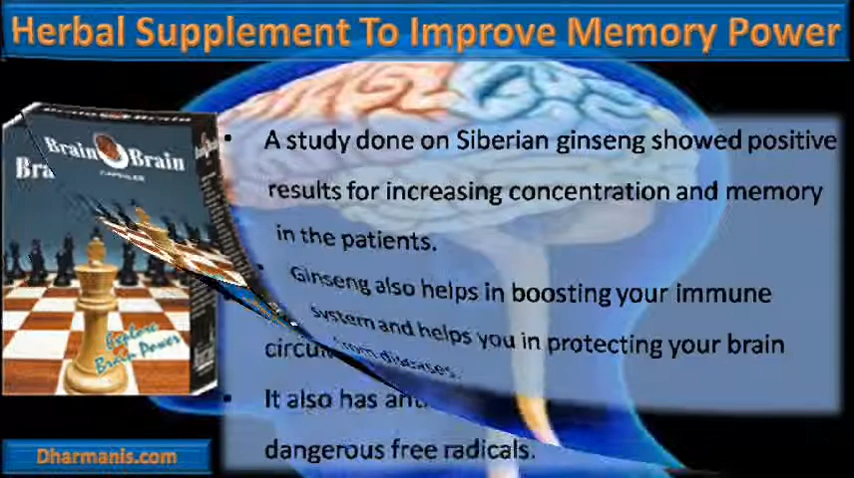 Herbal Supplement To Improve Memory Power
Brain Brain
Bra
CAPSULES
Explore
Brain Power
• A study done on Siberian ginseng showed positive
results for increasing concentration and memory
in the patients.
• Ginseng also helps in boosting your immune
system and helps you in protecting your brain
from diseases.
circu
• It also has an
dangerous free radicals.
Dharmanis.com